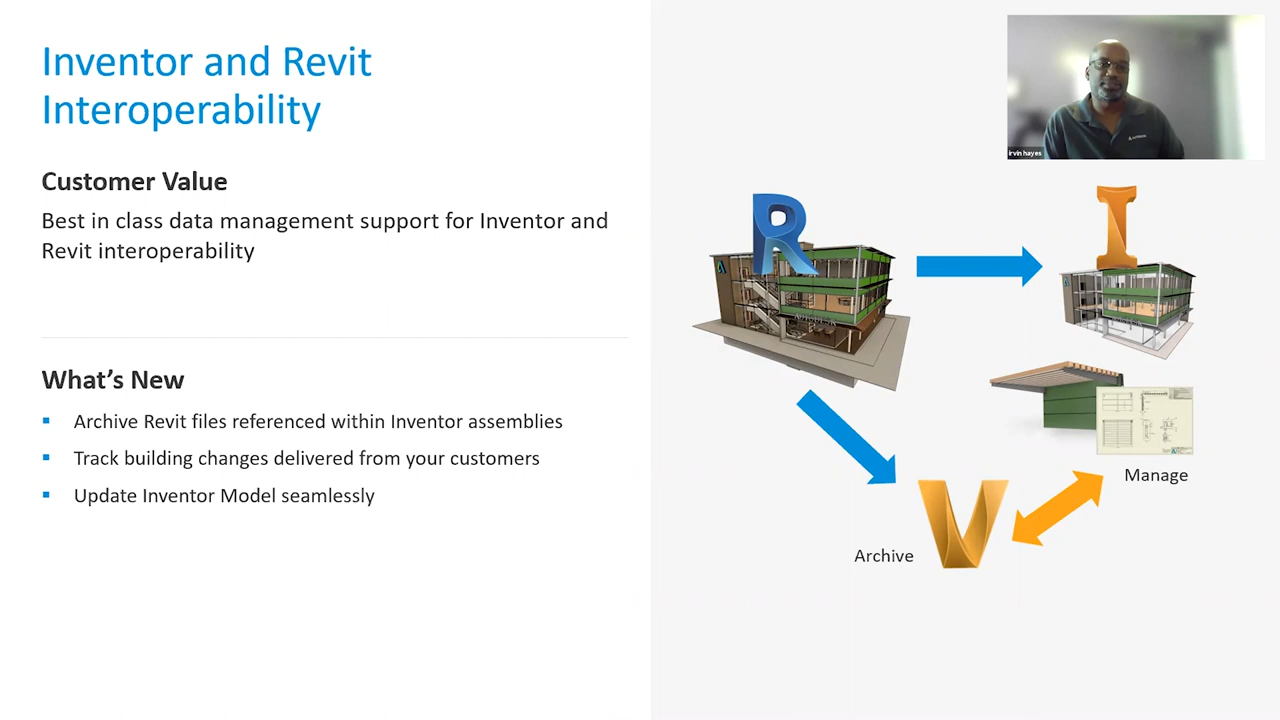 Inventor and Revit
Interoperability
Customer Value
Best in class data management support for Inventor and
Revit interoperability
What's New
▪ Archive Revit files referenced within Inventor assemblies
▪ Track building changes delivered from your customers
▪ Update Inventor Model seamlessly
irvin hayes
R
I
AUTODESK
Manage
V
Archive